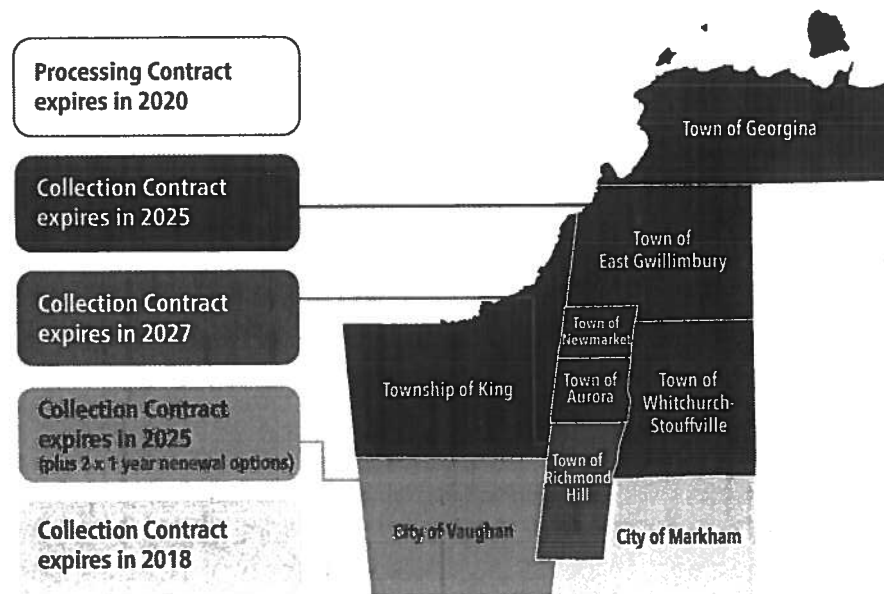 Processing Contract
expires in 2020
Collection Contract
expires in 2025
Collection Contract
expires in 2027
Collection Contract
expires in 2025
(plus 2 x 1 year nenewal options)
Collection Contract
expires in 2018
Town of Georgina
Town of
East Gwillimbury
Town of
Newmarket
Township of King
Town of
Aurora
Town of
Whitchurch-
Stouffville
Town of
Richmond
Hill
City of Vaughan
City of Markham